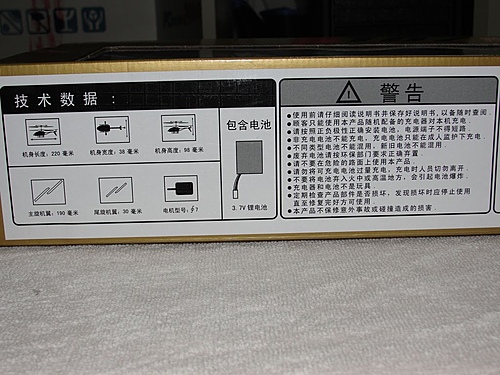 技术数据：
机身长度：220 毫米
机身宽度：38 毫米
机身高度：98 毫米
主旋机翼：190 毫米
尾旋机翼：30 毫米
电机型号：∮7
包含电池
3.7V 锂电池
警告
●使用前请仔细阅读说明书并保存好说明书，以备随时查阅.
●顾客只能使用本产品随机配备的充电器对本机充电.
●请按照正负极性正确安装电池，电源端子不得短路.
●非充电电池不能充电，充电电池只能在成人监护下充电.
●不同类型电池不能混用，新旧电池不能混用.
●废弃电池请按环保部门要求正确弃置.
●请不要在危险的路面上使用本产品.
●请勿将可充电电池过量充电，充电时人员切勿离开.
●不要将电池弃入火中或高温地方，会引起电池爆炸.
●充电器和电池不是玩具.
●定期检查产品部件是否损坏，发现损坏时应停止使用
直至修复完好方可使用.
●本产品不保修意外事故或碰撞造成的损害.